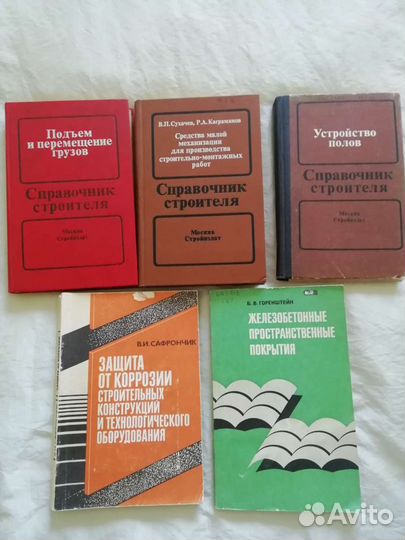 Подъем
и перемещение
грузов
Справочник
строителя
Москва
Стройиздат
В.П.Сухачев, Р.А.Каграманов
Средства малой
механизации
для производства
строительно-монтажных
работ
Справочник
строителя
Москва
Стройиздат
Устройство
полов
Справочник
строителя
Москва
Стройиздат
В.И.САФРОНЧИК
ЗАЩИТА
ОТ КОРРОЗИИ
СТРОИТЕЛЬНЫХ
КОНСТРУКЦИЙ
И ТЕХНОЛОГИЧЕСКОГО
ОБОРУДОВАНИЯ
Б. В. ГОРЕНШТЕЙН
ЖЕЛЕЗОБЕТОННЫЕ
ПРОСТРАНСТВЕННЫЕ
ПОКРЫТИЯ
Avito